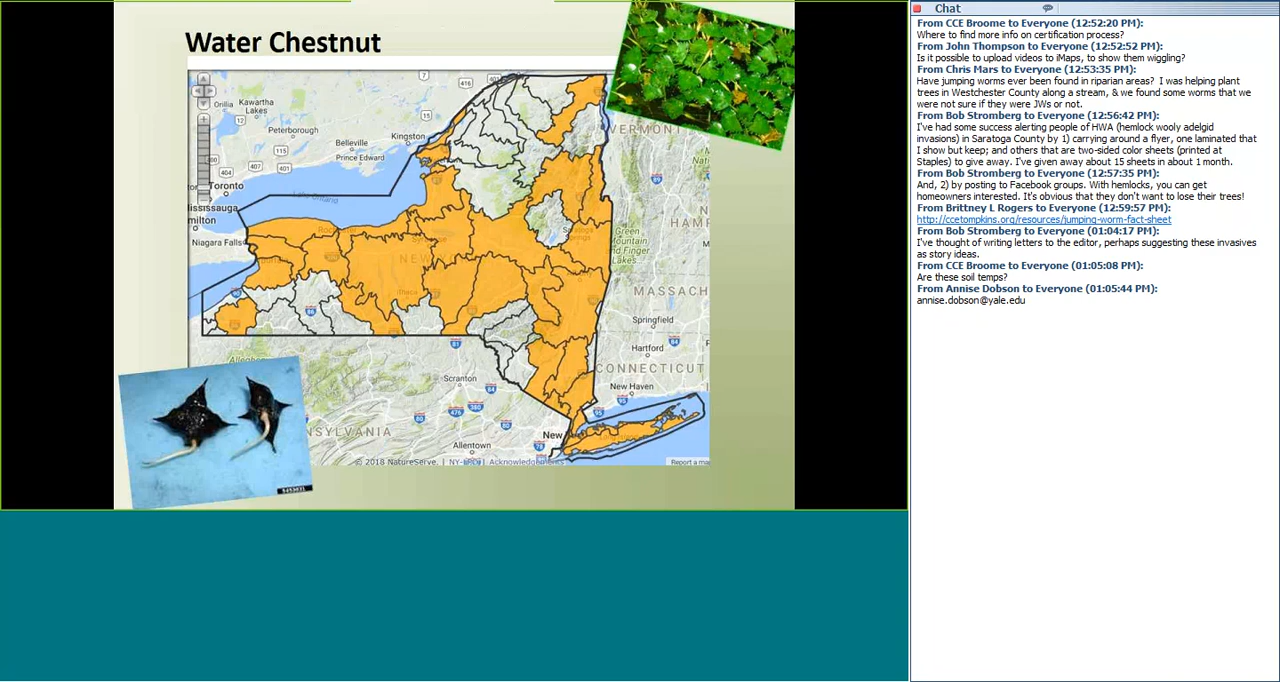 Water Chestnut
Orillia
Kawartha
Lakes
Peterborough
Belleville
Prince Edward
Kingston
Toronto
Mississauga
Niagara Falls
Lake Ontario
VERMONT
Green
Mountain
and Finger
Lakes
MASSACH
Springfield
Hartford
CONNECTICUT
New Haven
Ithaca
Scranton
Allentown
New
© 2018 NatureServe,
Report a ma
Chat
From CCE Broome to Everyone (12:52:20 PM):
Where to find more info on certification process?
From John Thompson to Everyone (12:52:52 PM):
Is it possible to upload videos to iMaps, to show them wiggling?
From Chris Mars to Everyone (12:53:35 PM):
Have jumping worms ever been found in riparian areas?  I was helping plant
trees in Westchester County along a stream, & we found some worms that we
were not sure if they were JWs or not.
From Bob Stromberg to Everyone (12:56:42 PM):
I've had some success alerting people of HWA (hemlock wooly adelgid
invasions) in Saratoga County by 1) carrying around a flyer, one laminated that
I show but keep; and others that are two-sided color sheets (printed at
Staples) to give away. I've given away about 15 sheets in about 1 month.
From Bob Stromberg to Everyone (12:57:35 PM):
And, 2) by posting to Facebook groups. With hemlocks, you can get
homeowners interested. It's obvious that they don't want to lose their trees!
From Brittney L Rogers to Everyone (12:59:57 PM):
http://ccetompkins.org/resources/jumping-worm-fact-sheet
From Bob Stromberg to Everyone (01:04:17 PM):
I've thought of writing letters to the editor, perhaps suggesting these invasives
as story ideas.
From CCE Broome to Everyone (01:05:08 PM):
Are these soil temps?
From Annise Dobson to Everyone (01:05:44 PM):
annise.dobson@yale.edu